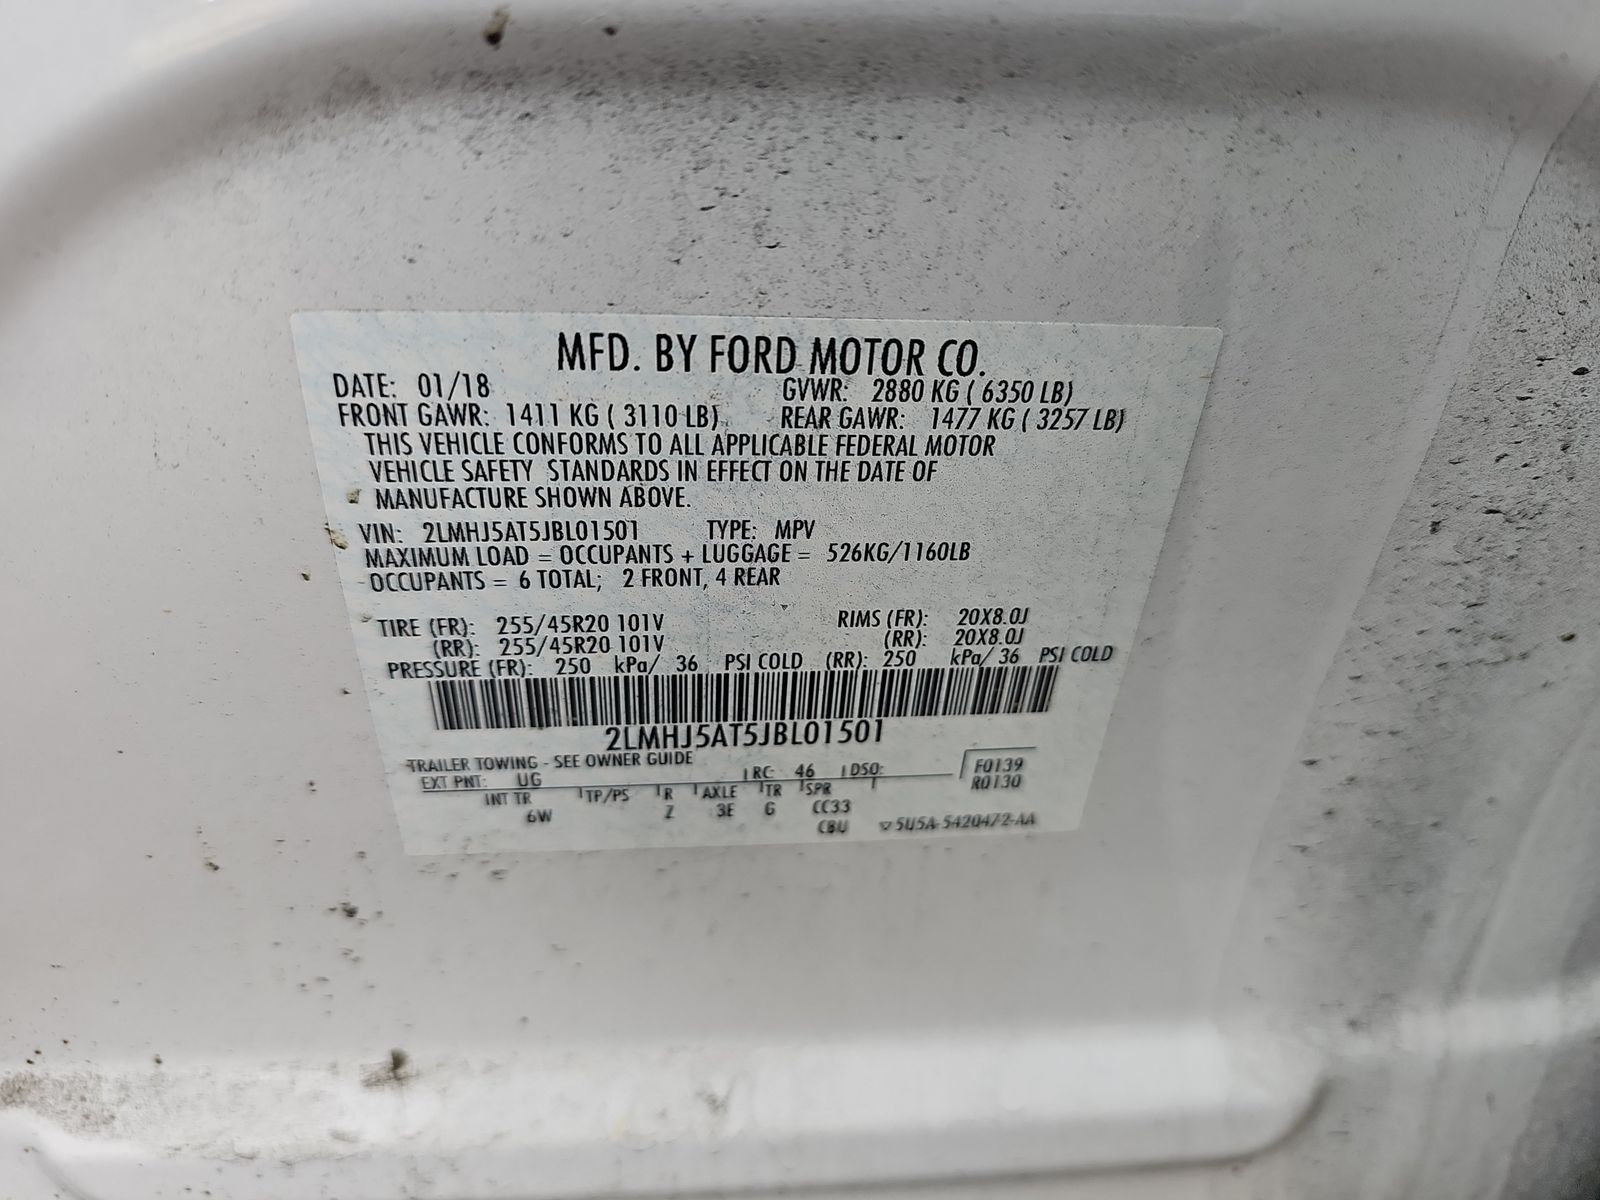 MFD. BY FORD MOTOR CO.
DATE: 01/18 GVWR: 2880 KG ( 6350 LB)
FRONT GAWR: 1411 KG ( 3110 LB) REAR GAWR: 1477 KG ( 3257 LB)
THIS VEHICLE CONFORMS TO ALL APPLICABLE FEDERAL MOTOR
VEHICLE SAFETY STANDARDS IN EFFECT ON THE DATE OF
MANUFACTURE SHOWN ABOVE.
VIN: 2LMHJ5AT5JBL01501 TYPE: MPV
MAXIMUM LOAD = OCCUPANTS + LUGGAGE = 526KG/1160LB
OCCUPANTS = 6 TOTAL; 2 FRONT, 4 REAR
TIRE (FR): 255/45R20 101V RIMS (FR): 20X8.0J
(RR): 255/45R20 101V (RR): 20X8.0J
PRESSURE (FR): 250 kPa/ 36 PSI COLD (RR): 250 kPa/ 36 PSI COLD
2LMHJ5AT5JBL01501
TRAILER TOWING - SEE OWNER GUIDE
EXT PNT: UG RC: 46 DSO: F0139
R0130
INT TR TP/PS R AXLE TR SPR
6W Z 3E G CC33
CBU 5U5A-5420472-AA